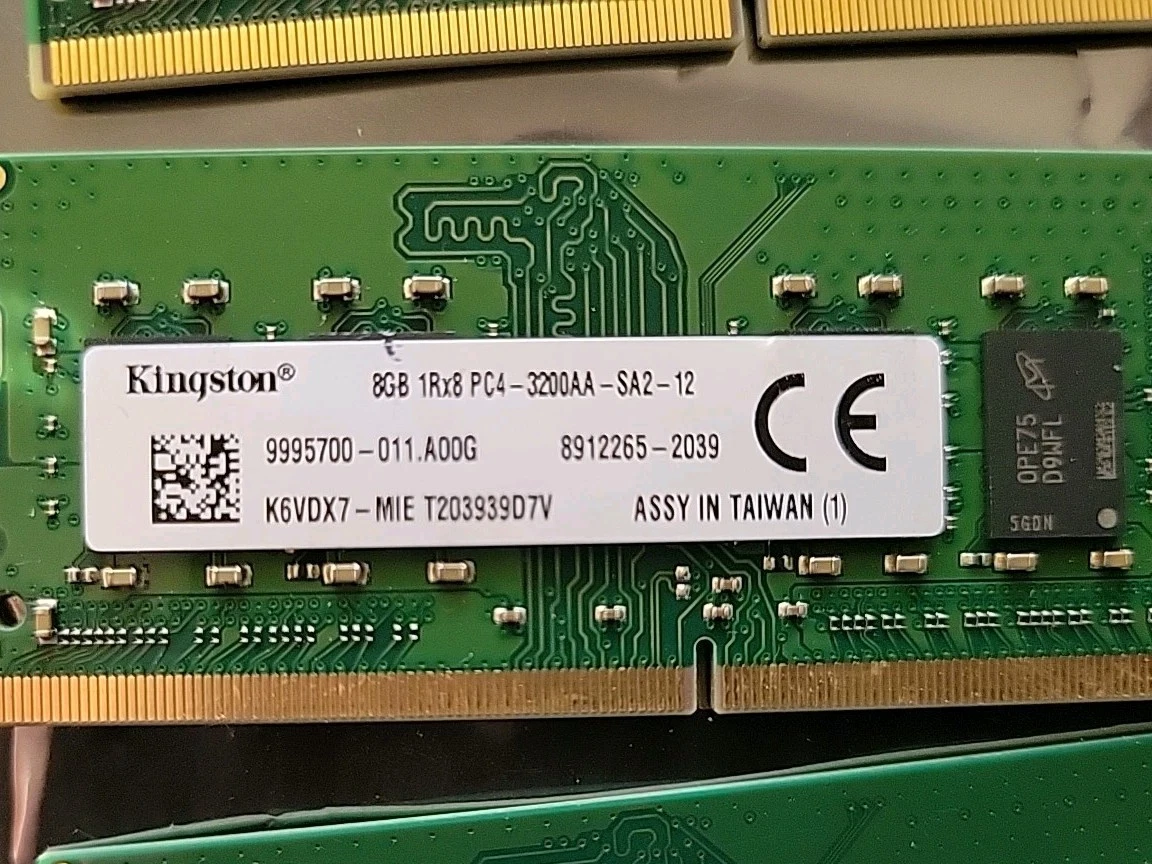 Kingston®
8GB 1Rx8 PC4-3200AA-SA2-12
9995700-011.A00G 8912265-2039
K6VDX7-MIE T203939D7V ASSY IN TAIWAN (1)
CE
0PE75
D9WFL
5GDN